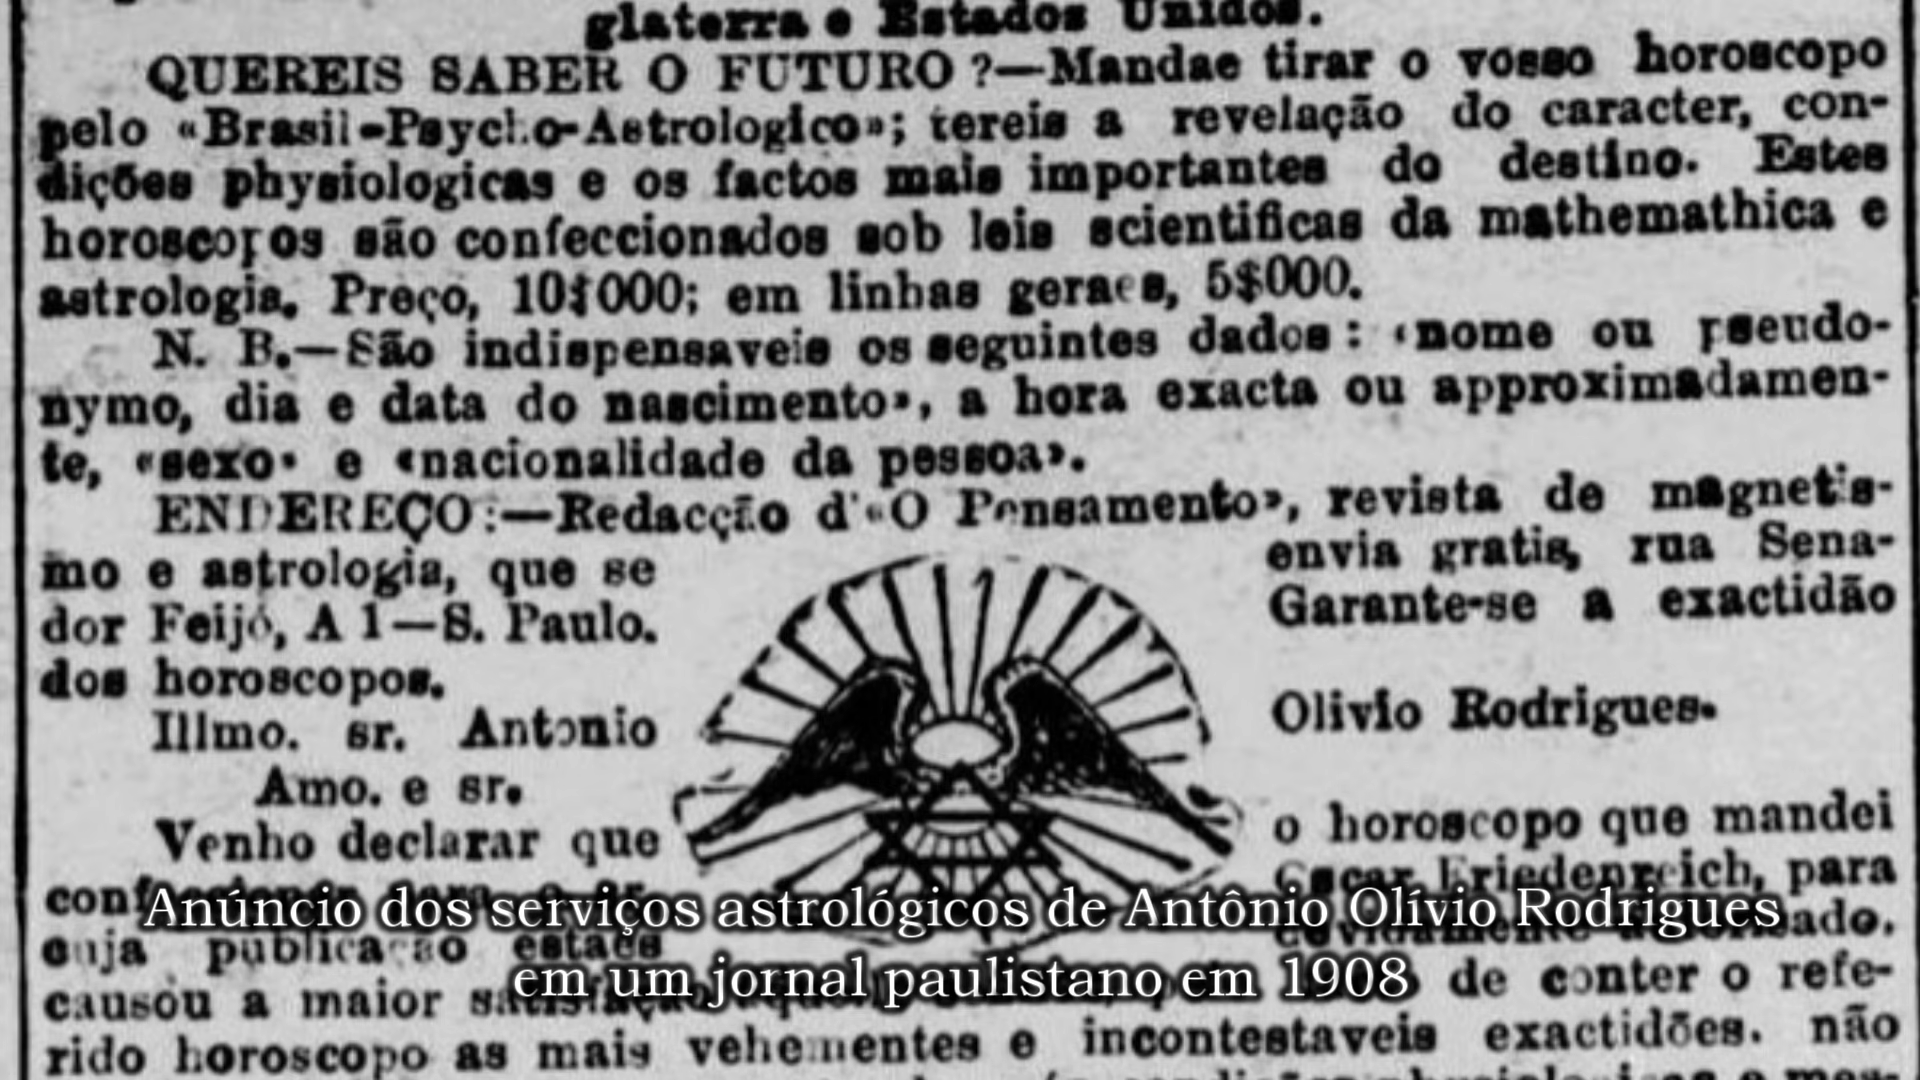 glaterra e Estados Unidos.
QUEREIS SABER O FUTURO ?—Mandae tirar o vosso horoscopo
pelo «Brasil-Psycho-Astrologico»; tereis a revelação do caracter, con-
dições physiologicas e os factos mais importantes do destino. Estes
horoscopos são confeccionados sob leis scientificas da mathemathica e
astrologia. Preço, 10$000; em linhas geraes, 5$000.
N. B.—São indispensaveis os seguintes dados: «nome ou pseudo-
nymo, dia e data do nascimento», a hora exacta ou approximadamen-
te, «sexo» e «nacionalidade da pessoa».
ENDEREÇO:—Redacção d'«O Pensamento», revista de magnetis-
mo e astrologia, que se envia gratis, rua Sena-
dor Feijó, A 1—S. Paulo. Garante-se a exactidão
dos horoscopos.
Illmo. sr. Antonio Olivio Rodrigues.
Amo. e sr.
Venho declarar que o horoscopo que mandei
Oscar Friedenreich, para
cuja publicação estaes
causou a maior de conter o refe-
rido horoscopo as mais vehementes e incontestaveis exactidões. não
Anúncio dos serviços astrológicos de Antônio Olívio Rodrigues
em um jornal paulistano em 1908